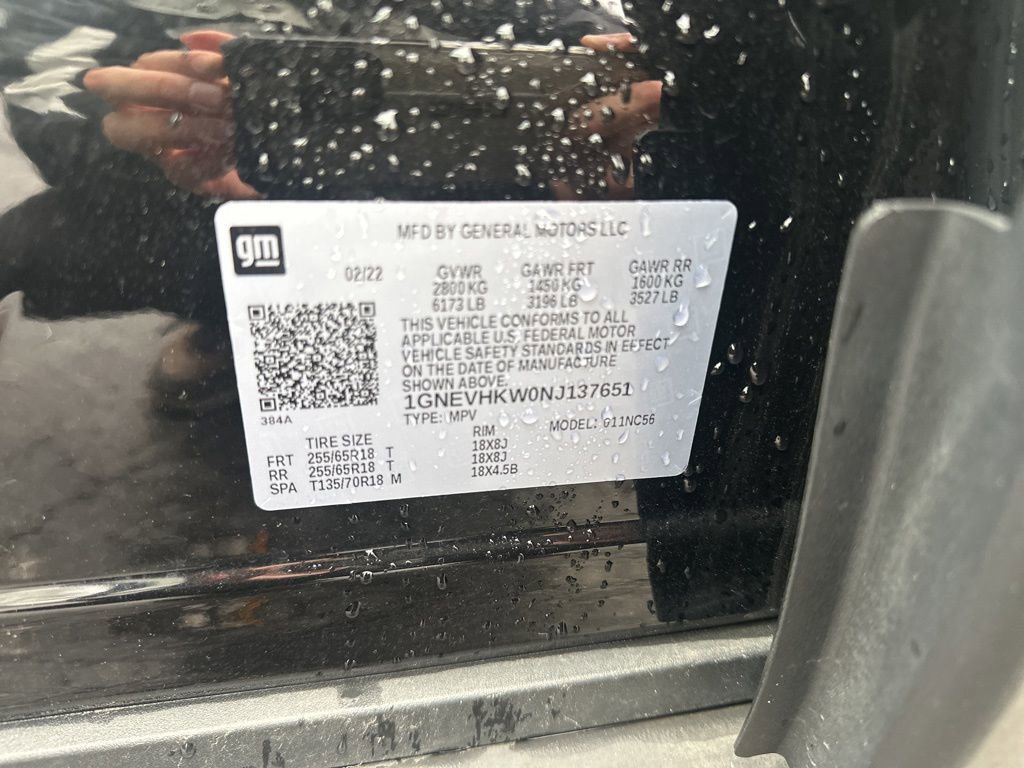 gm
MFD BY GENERAL MOTORS LLC
02/22 GVWR GAWR FRT GAWR RR
2800 KG 1450 KG 1600 KG
6173 LB 3196 LB 3527 LB
THIS VEHICLE CONFORMS TO ALL
APPLICABLE U.S. FEDERAL MOTOR
VEHICLE SAFETY STANDARDS IN EFFECT
ON THE DATE OF MANUFACTURE
SHOWN ABOVE.
1GNEVHKW0NJ137651
384A TYPE: MPV MODEL: 611NC56
TIRE SIZE RIM
FRT 255/65R18 T 18X8J
RR 255/65R18 T 18X8J
SPA T135/70R18 M 18X4.5B